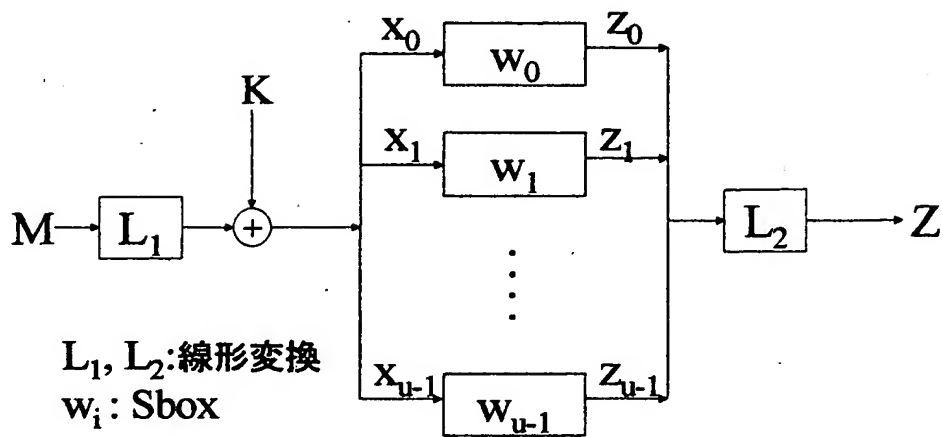 x₀ w₀ z₀
K
x₁ w₁ z₁
M L₁ + L₂ Z
L₁, L₂:線形変換
wᵢ : Sbox
xᵤ₋₁ wᵤ₋₁ zᵤ₋₁